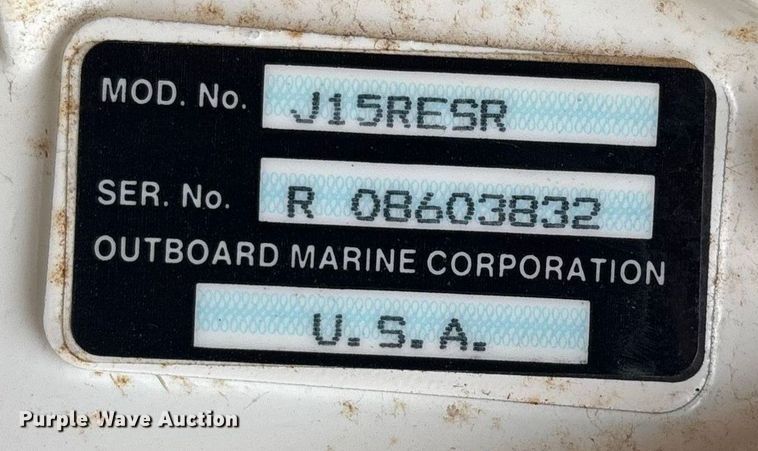 MOD. No. J15RESR
SER. No. R 08603832
OUTBOARD MARINE CORPORATION
U.S.A.
Purple Wave Auction